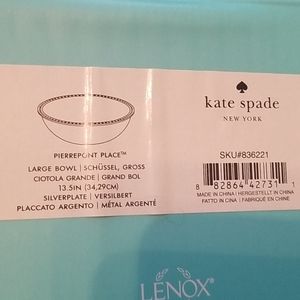 kate spade
NEW YORK
PIERREPONT PLACE™
LARGE BOWL | SCHÜSSEL, GROSS
CIOTOLA GRANDE | GRAND BOL
13.5IN (34,29CM)
SILVERPLATE | VERSILBERT
PLACCATO ARGENTO | MÉTAL ARGENTÉ
SKU#836221
8 82864 42731 1
MADE IN CHINA | HERGESTELLT IN CHINA
FATTO IN CINA | FABRIQUÉ EN CHINE
LENOX